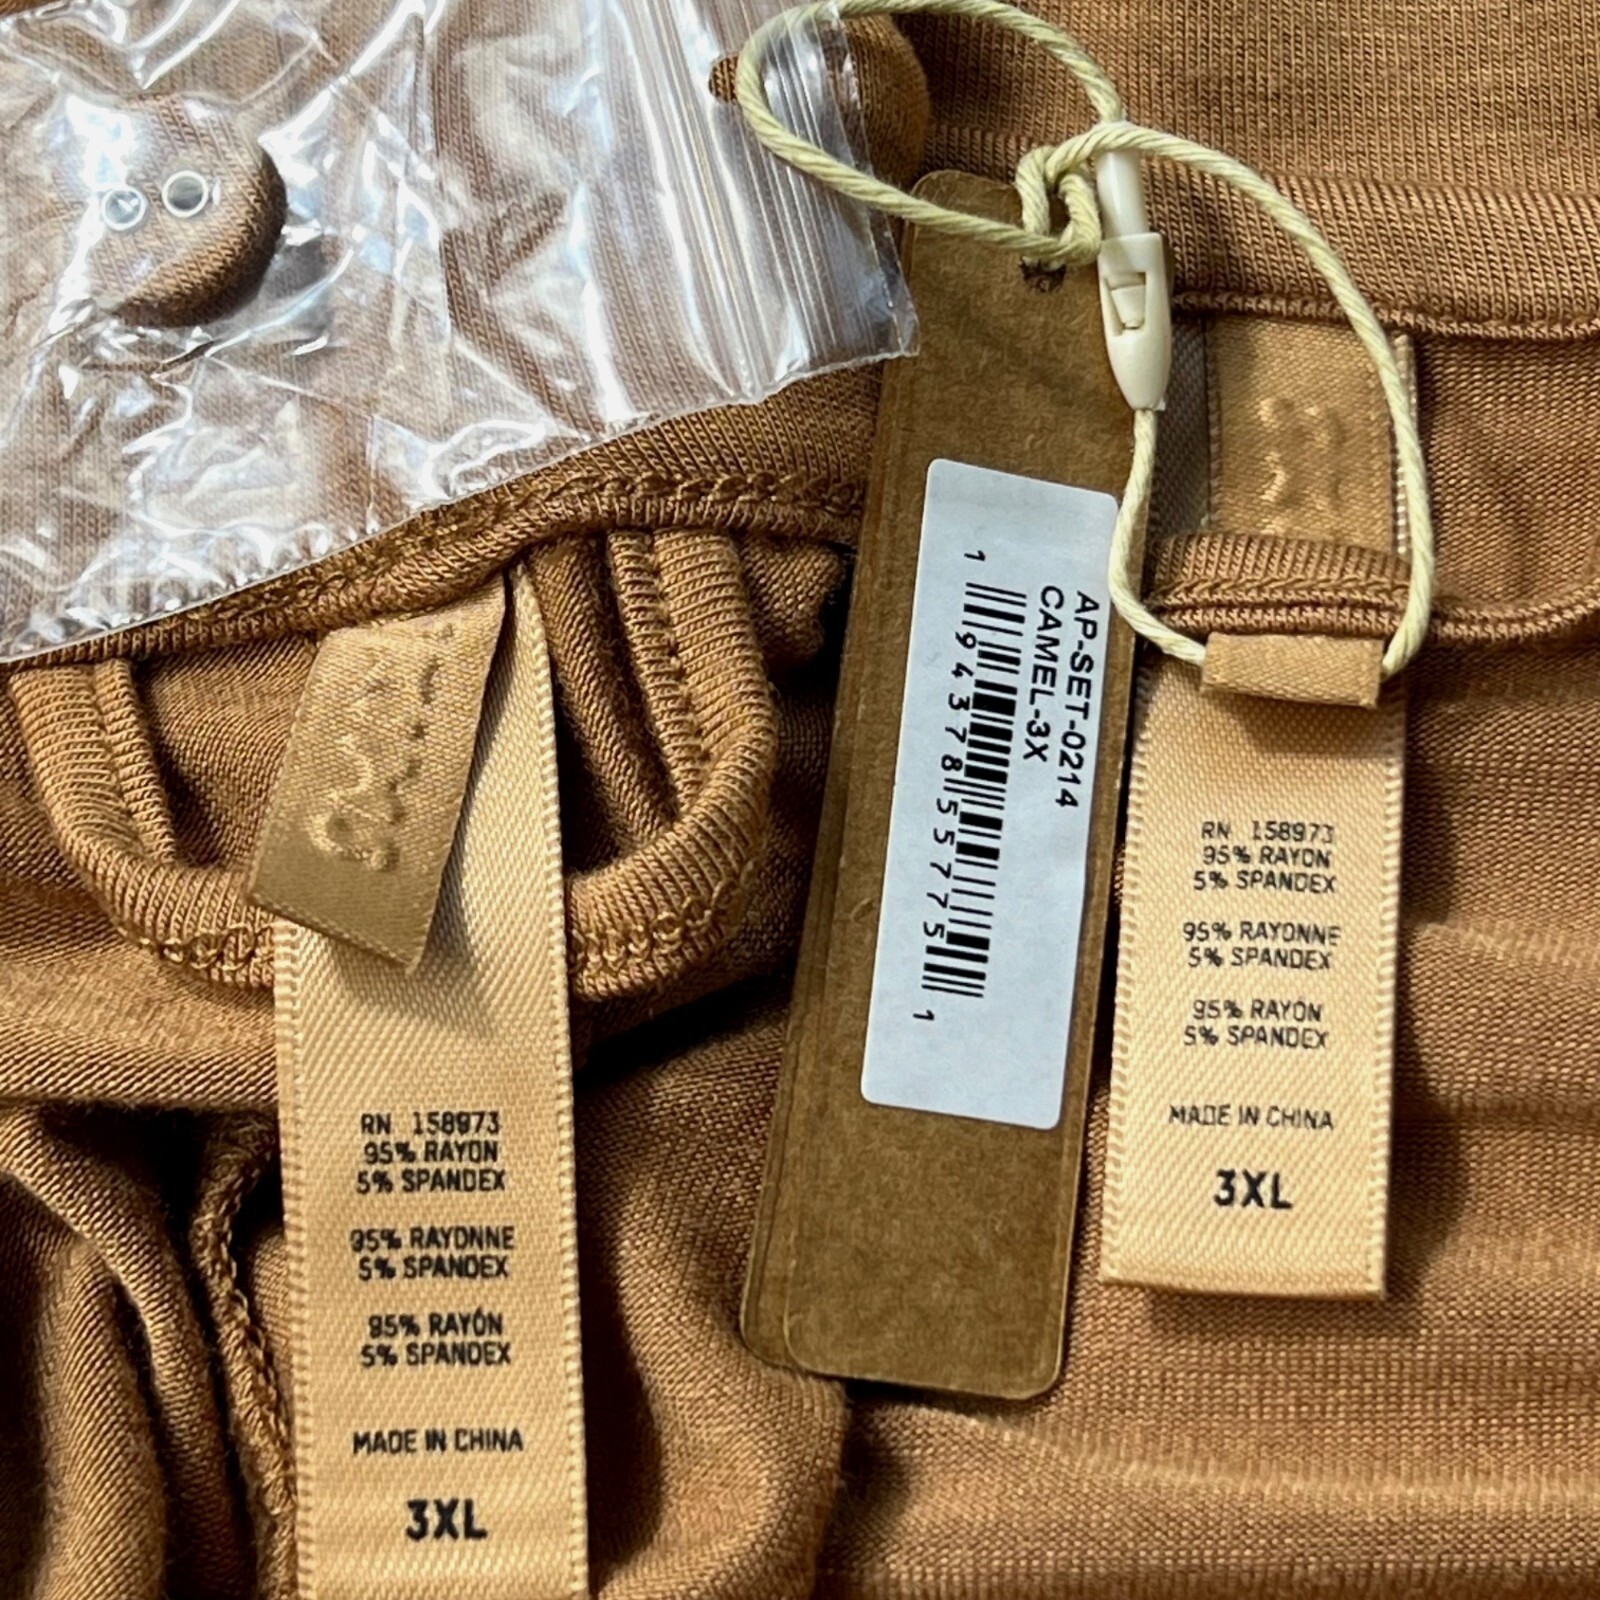 RN 158973
95% RAYON
5% SPANDEX
95% RAYONNE
5% SPANDEX
95% RAYÓN
5% SPANDEX
MADE IN CHINA
3XL
AP-SET-0214
CAMEL-3X
1 94378 55775 1
RN 158973
95% RAYON
5% SPANDEX
95% RAYONNE
5% SPANDEX
95% RAYÓN
5% SPANDEX
MADE IN CHINA
3XL